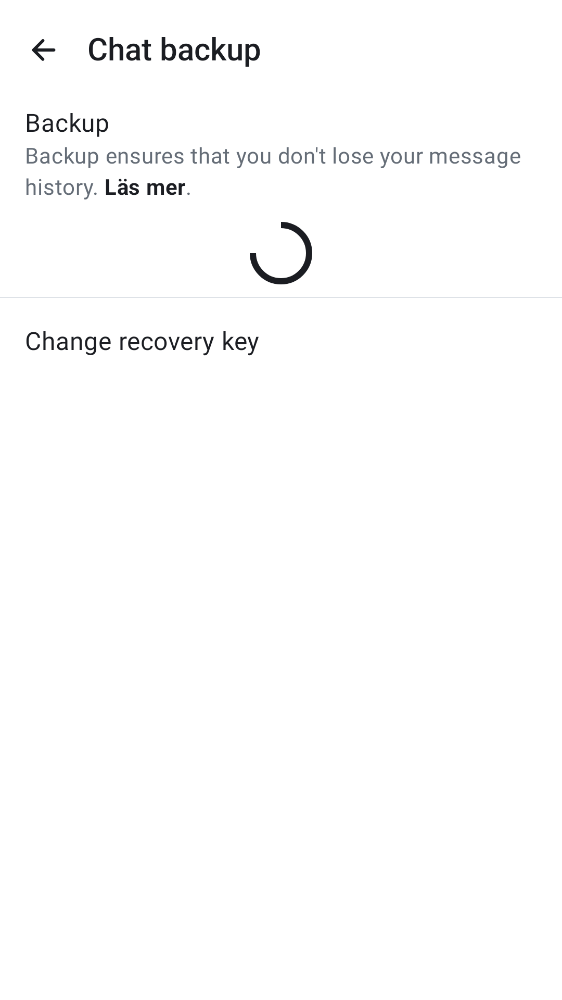 Chat backup
Backup
Backup ensures that you don't lose your message
history. Läs mer.
Change recovery key